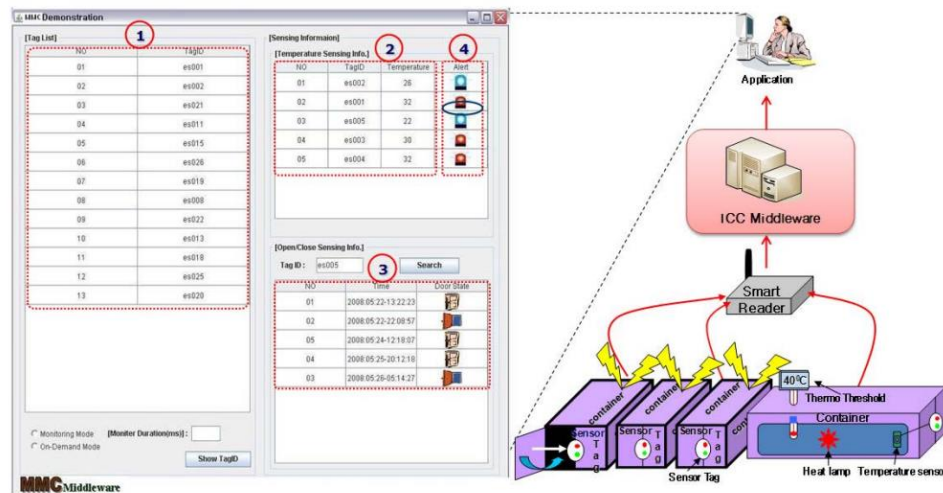 MMC Demonstration
[Tag List]
1
NO TagID
01 es001
02 es002
03 es021
04 es011
05 es015
06 es026
07 es019
08 es008
09 es022
10 es013
11 es018
12 es025
13 es020
Monitoring Mode [Moniter Duration(ms)] :
On-Demand Mode
Show TagID
MMC Middleware
[Sensing Informaion]
[Temperature Sensing Info.]
2
4
NO TagID Temperature Alert
01 es002 26
02 es001 32
03 es005 22
04 es003 30
05 es004 32
[Open/Close Sensing Info.]
Tag ID : es005 3 Search
NO Time Door State
01 2008:05:22-13:22:23
02 2008:05:22-22:08:57
05 2008:05:24-12:18:07
04 2008:05:25-20:12:18
03 2008:05:26-05:14:27
Application
ICC Middleware
Smart
Reader
40℃
Thermo Threshold
container
container
container
Container
Sensor
Tag
Sensor
Tag
Sensor
Tag
Sensor Tag
Heat lamp
Temperature senso